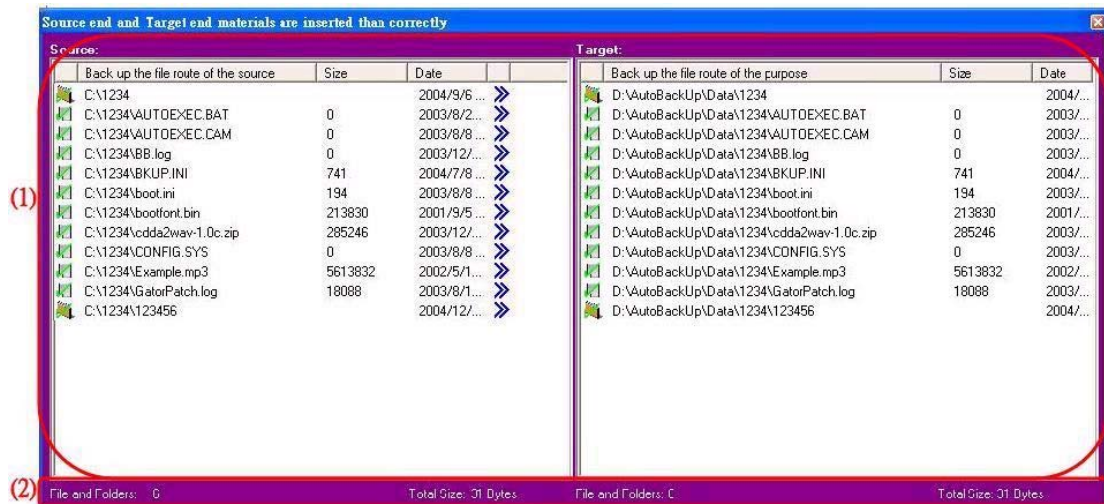 Source end and Target end materials are inserted than correctly
Source: Target:
Back up the file route of the source Size Date Back up the file route of the purpose Size Date
C:\1234 2004/9/6 ... D:\AutoBackUp\Data\1234 2004/...
C:\1234\AUTOEXEC.BAT 0 2003/8/2... D:\AutoBackUp\Data\1234\AUTOEXEC.BAT 0 2003/...
C:\1234\AUTOEXEC.CAM 0 2003/8/8 ... D:\AutoBackUp\Data\1234\AUTOEXEC.CAM 0 2003/...
C:\1234\BB.log 0 2003/12/... D:\AutoBackUp\Data\1234\BB.log 0 2003/...
C:\1234\BKUP.INI 741 2004/7/8 ... D:\AutoBackUp\Data\1234\BKUP.INI 741 2004/...
(1) C:\1234\boot.ini 194 2003/8/8 ... D:\AutoBackUp\Data\1234\boot.ini 194 2003/...
C:\1234\bootfont.bin 213830 2001/9/5 ... D:\AutoBackUp\Data\1234\bootfont.bin 213830 2001/...
C:\1234\cdda2wav-1.0c.zip 285246 2003/12/... D:\AutoBackUp\Data\1234\cdda2wav-1.0c.zip 285246 2003/...
C:\1234\CONFIG.SYS 0 2003/8/8 ... D:\AutoBackUp\Data\1234\CONFIG.SYS 0 2003/...
C:\1234\Example.mp3 5613832 2002/5/1... D:\AutoBackUp\Data\1234\Example.mp3 5613832 2002/...
C:\1234\GatorPatch.log 18088 2003/8/1... D:\AutoBackUp\Data\1234\GatorPatch.log 18088 2003/...
C:\1234\123456 2004/12/... D:\AutoBackUp\Data\1234\123456 2004/...
(2) File and Folders: Total Size: Bytes File and Folders: Total Size: Bytes